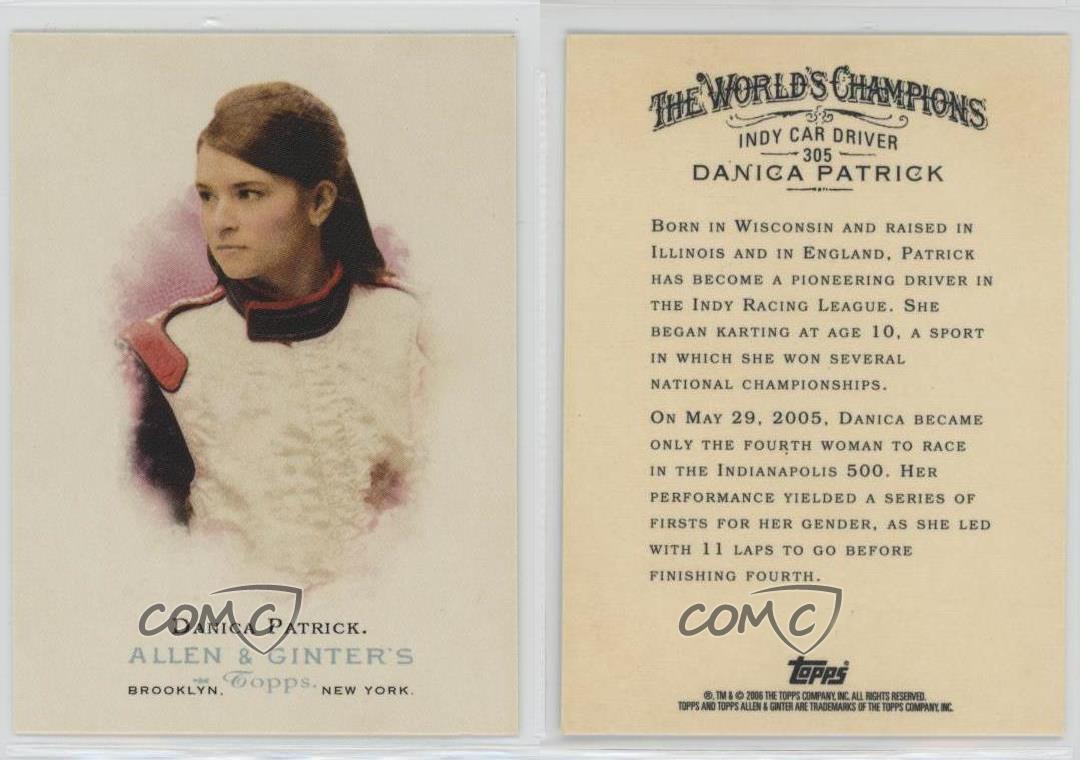 COMC
DANICA PATRICK.
ALLEN & GINTER'S
Topps.
BROOKLYN, NEW YORK.
THE WORLD'S CHAMPIONS
INDY CAR DRIVER
305
DANICA PATRICK
BORN IN WISCONSIN AND RAISED IN
ILLINOIS AND IN ENGLAND, PATRICK
HAS BECOME A PIONEERING DRIVER IN
THE INDY RACING LEAGUE. SHE
BEGAN KARTING AT AGE 10, A SPORT
IN WHICH SHE WON SEVERAL
NATIONAL CHAMPIONSHIPS.
ON MAY 29, 2005, DANICA BECAME
ONLY THE FOURTH WOMAN TO RACE
IN THE INDIANAPOLIS 500. HER
PERFORMANCE YIELDED A SERIES OF
FIRSTS FOR HER GENDER, AS SHE LED
WITH 11 LAPS TO GO BEFORE
FINISHING FOURTH.
COMC
Topps®
®, TM & © 2006 THE TOPPS COMPANY, INC. ALL RIGHTS RESERVED.
TOPPS AND TOPPS ALLEN & GINTER ARE TRADEMARKS OF THE TOPPS COMPANY, INC.